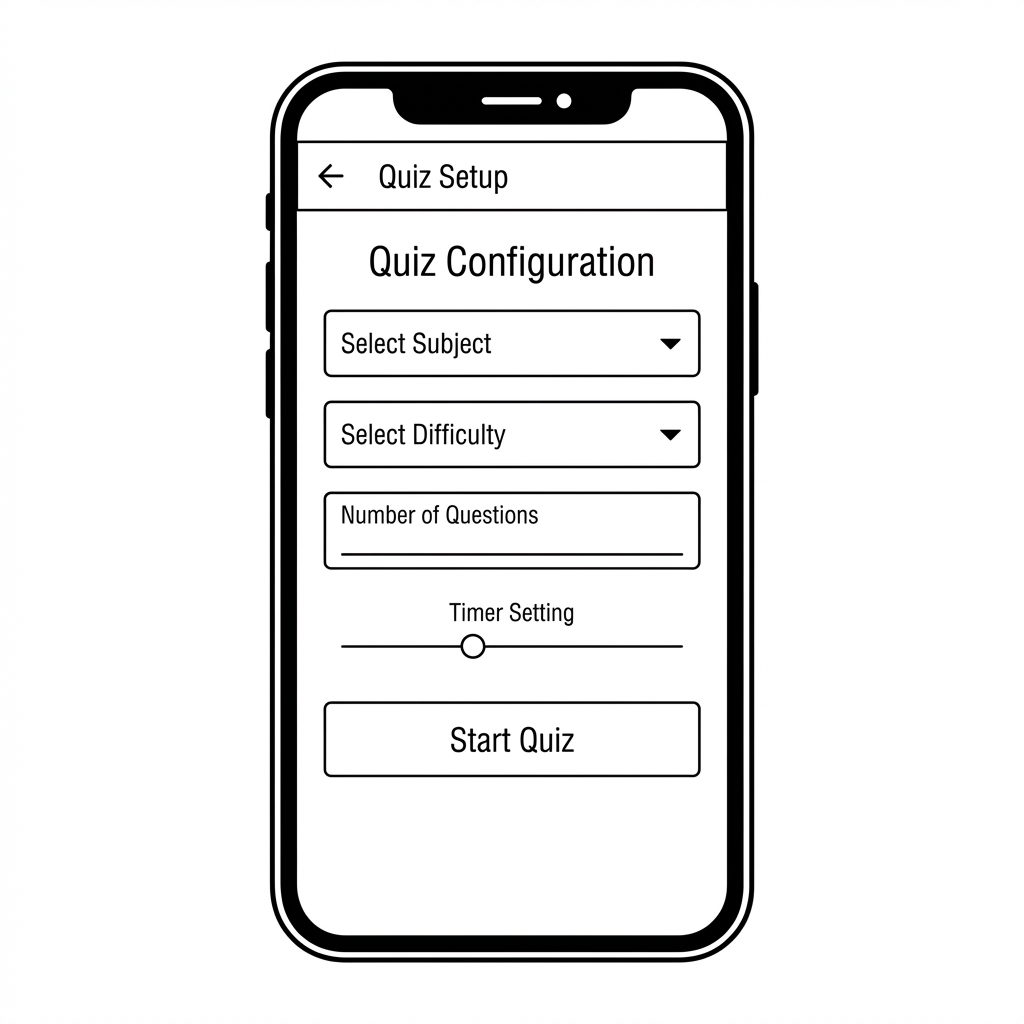 Quiz Setup
Quiz Configuration
Select Subject
Select Difficulty
Number of Questions
Timer Setting
Start Quiz